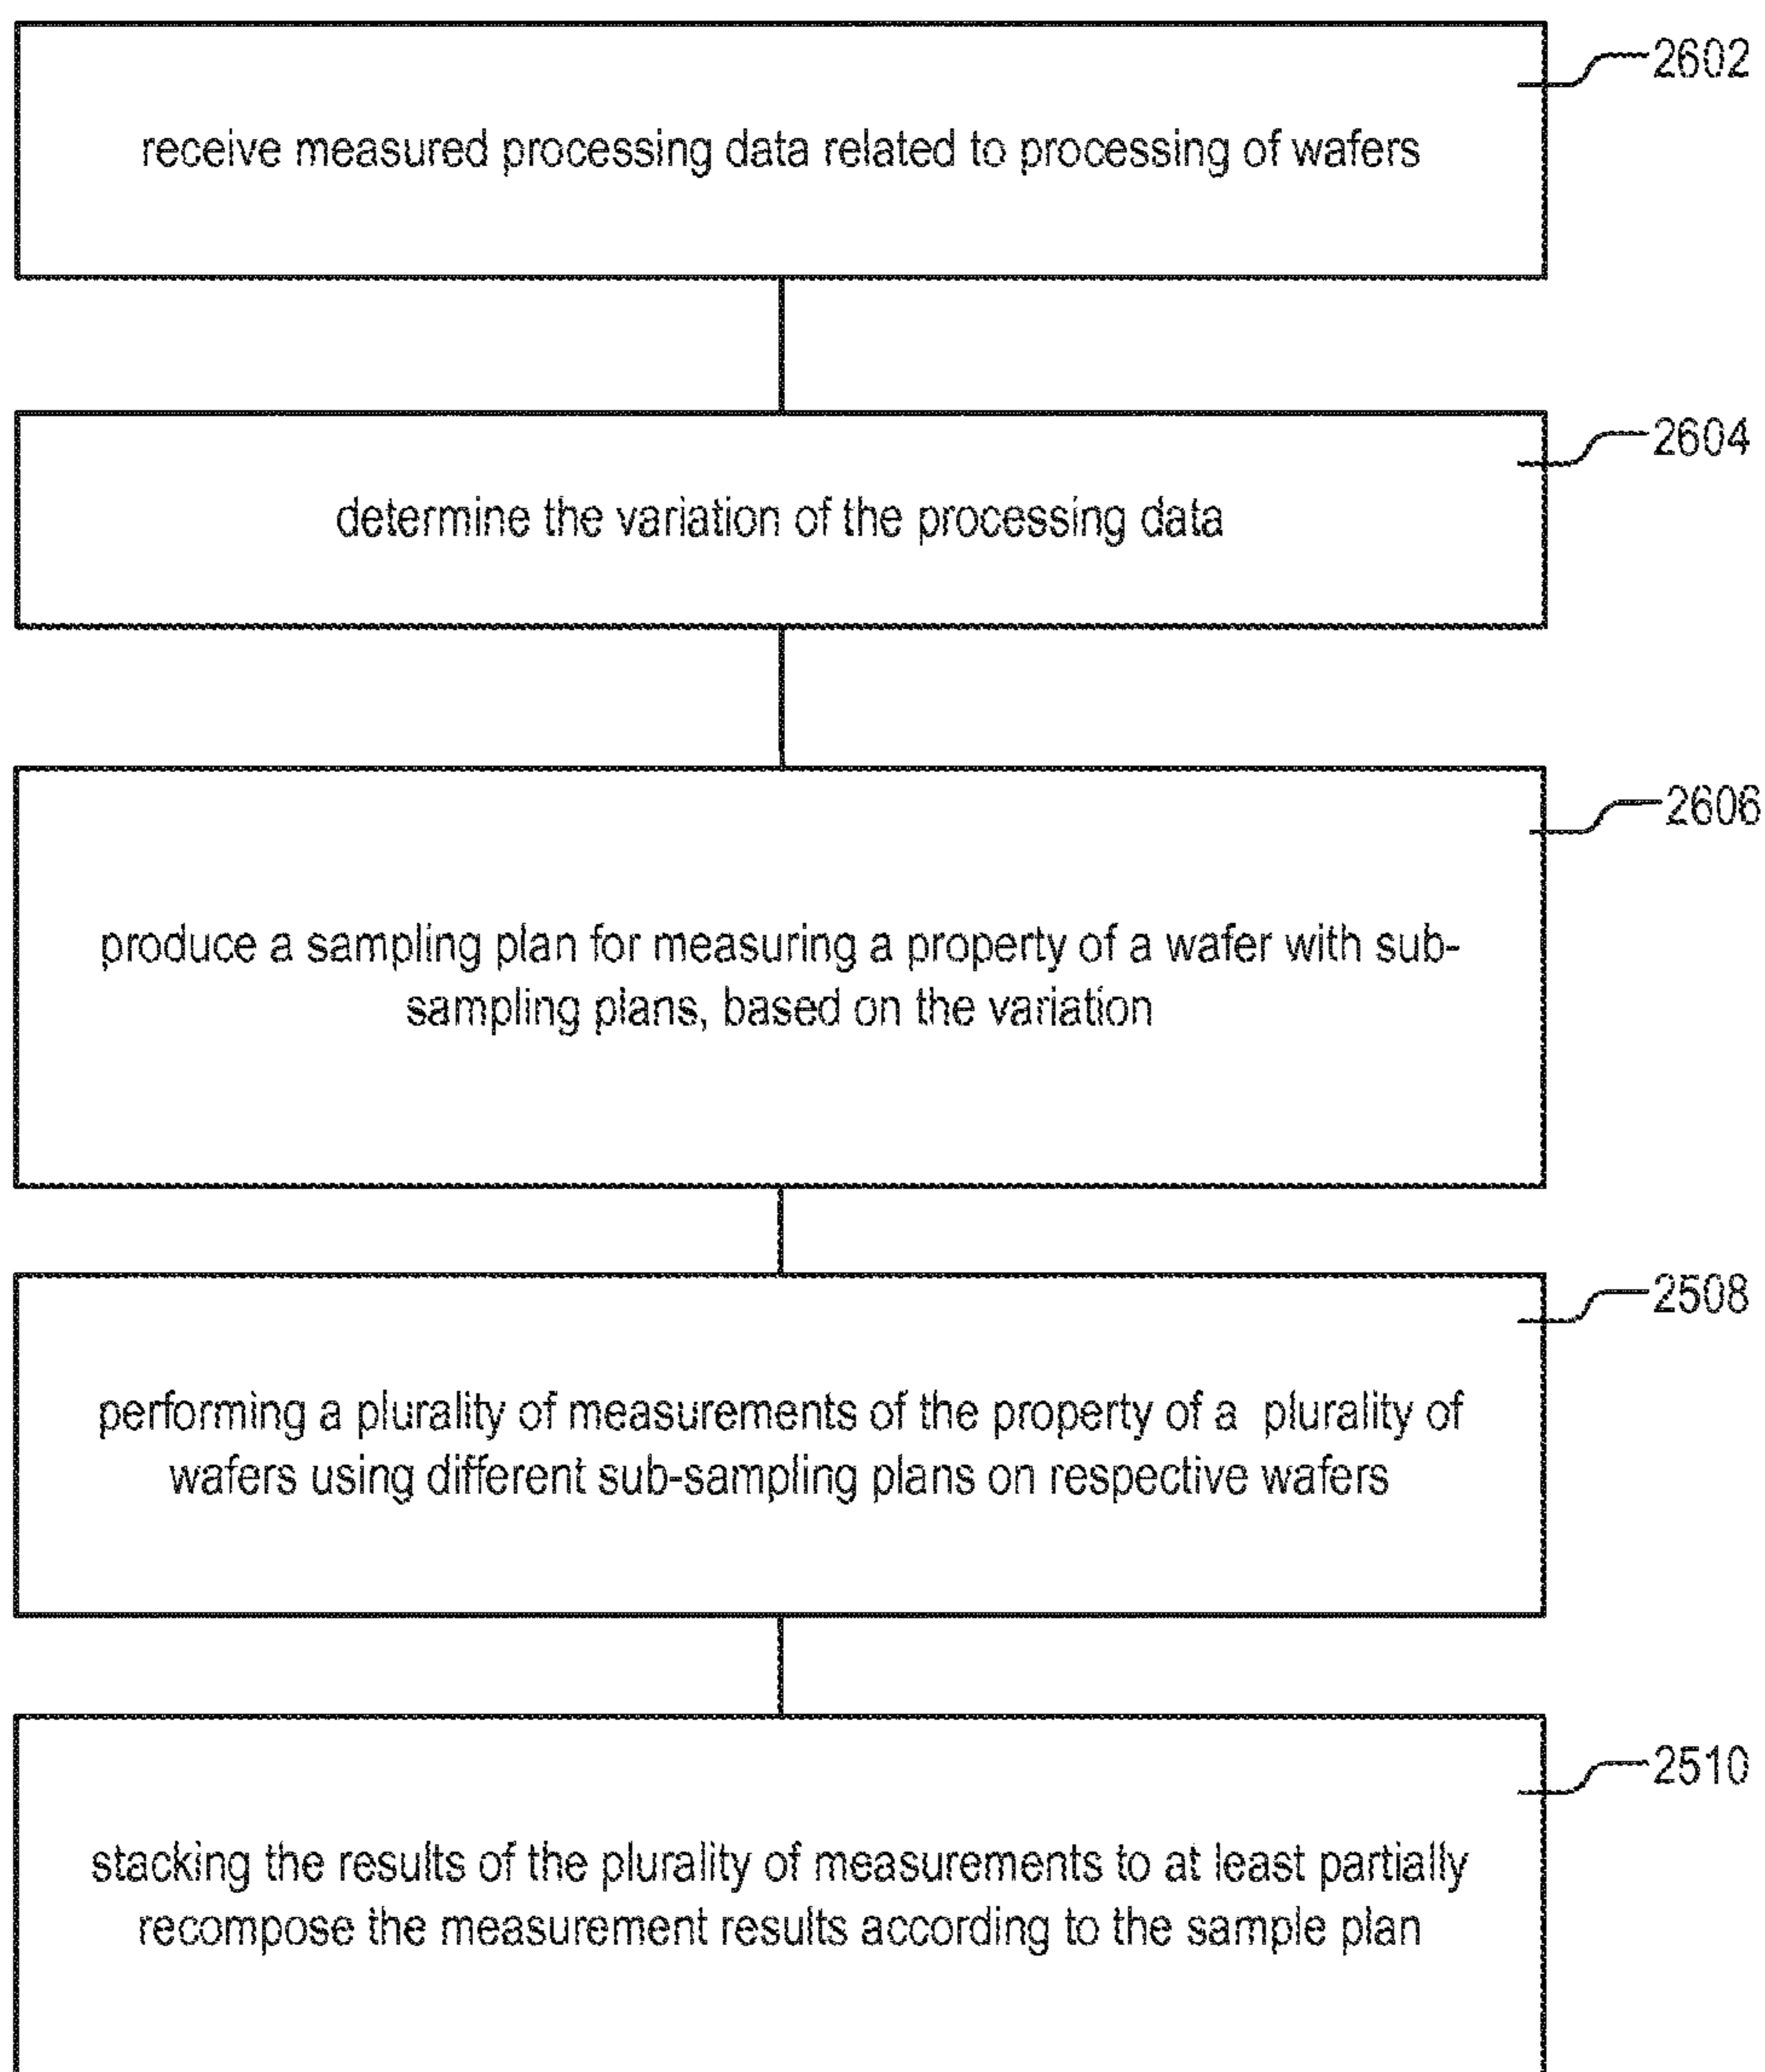 2602
receive measured processing data related to processing of wafers
2604
determine the variation of the processing data
2606
produce a sampling plan for measuring a property of a wafer with sub-
sampling plans, based on the variation
2508
performing a plurality of measurements of the property of a plurality of
wafers using different sub-sampling plans on respective wafers
2510
stacking the results of the plurality of measurements to at least partially
recompose the measurement results according to the sample plan